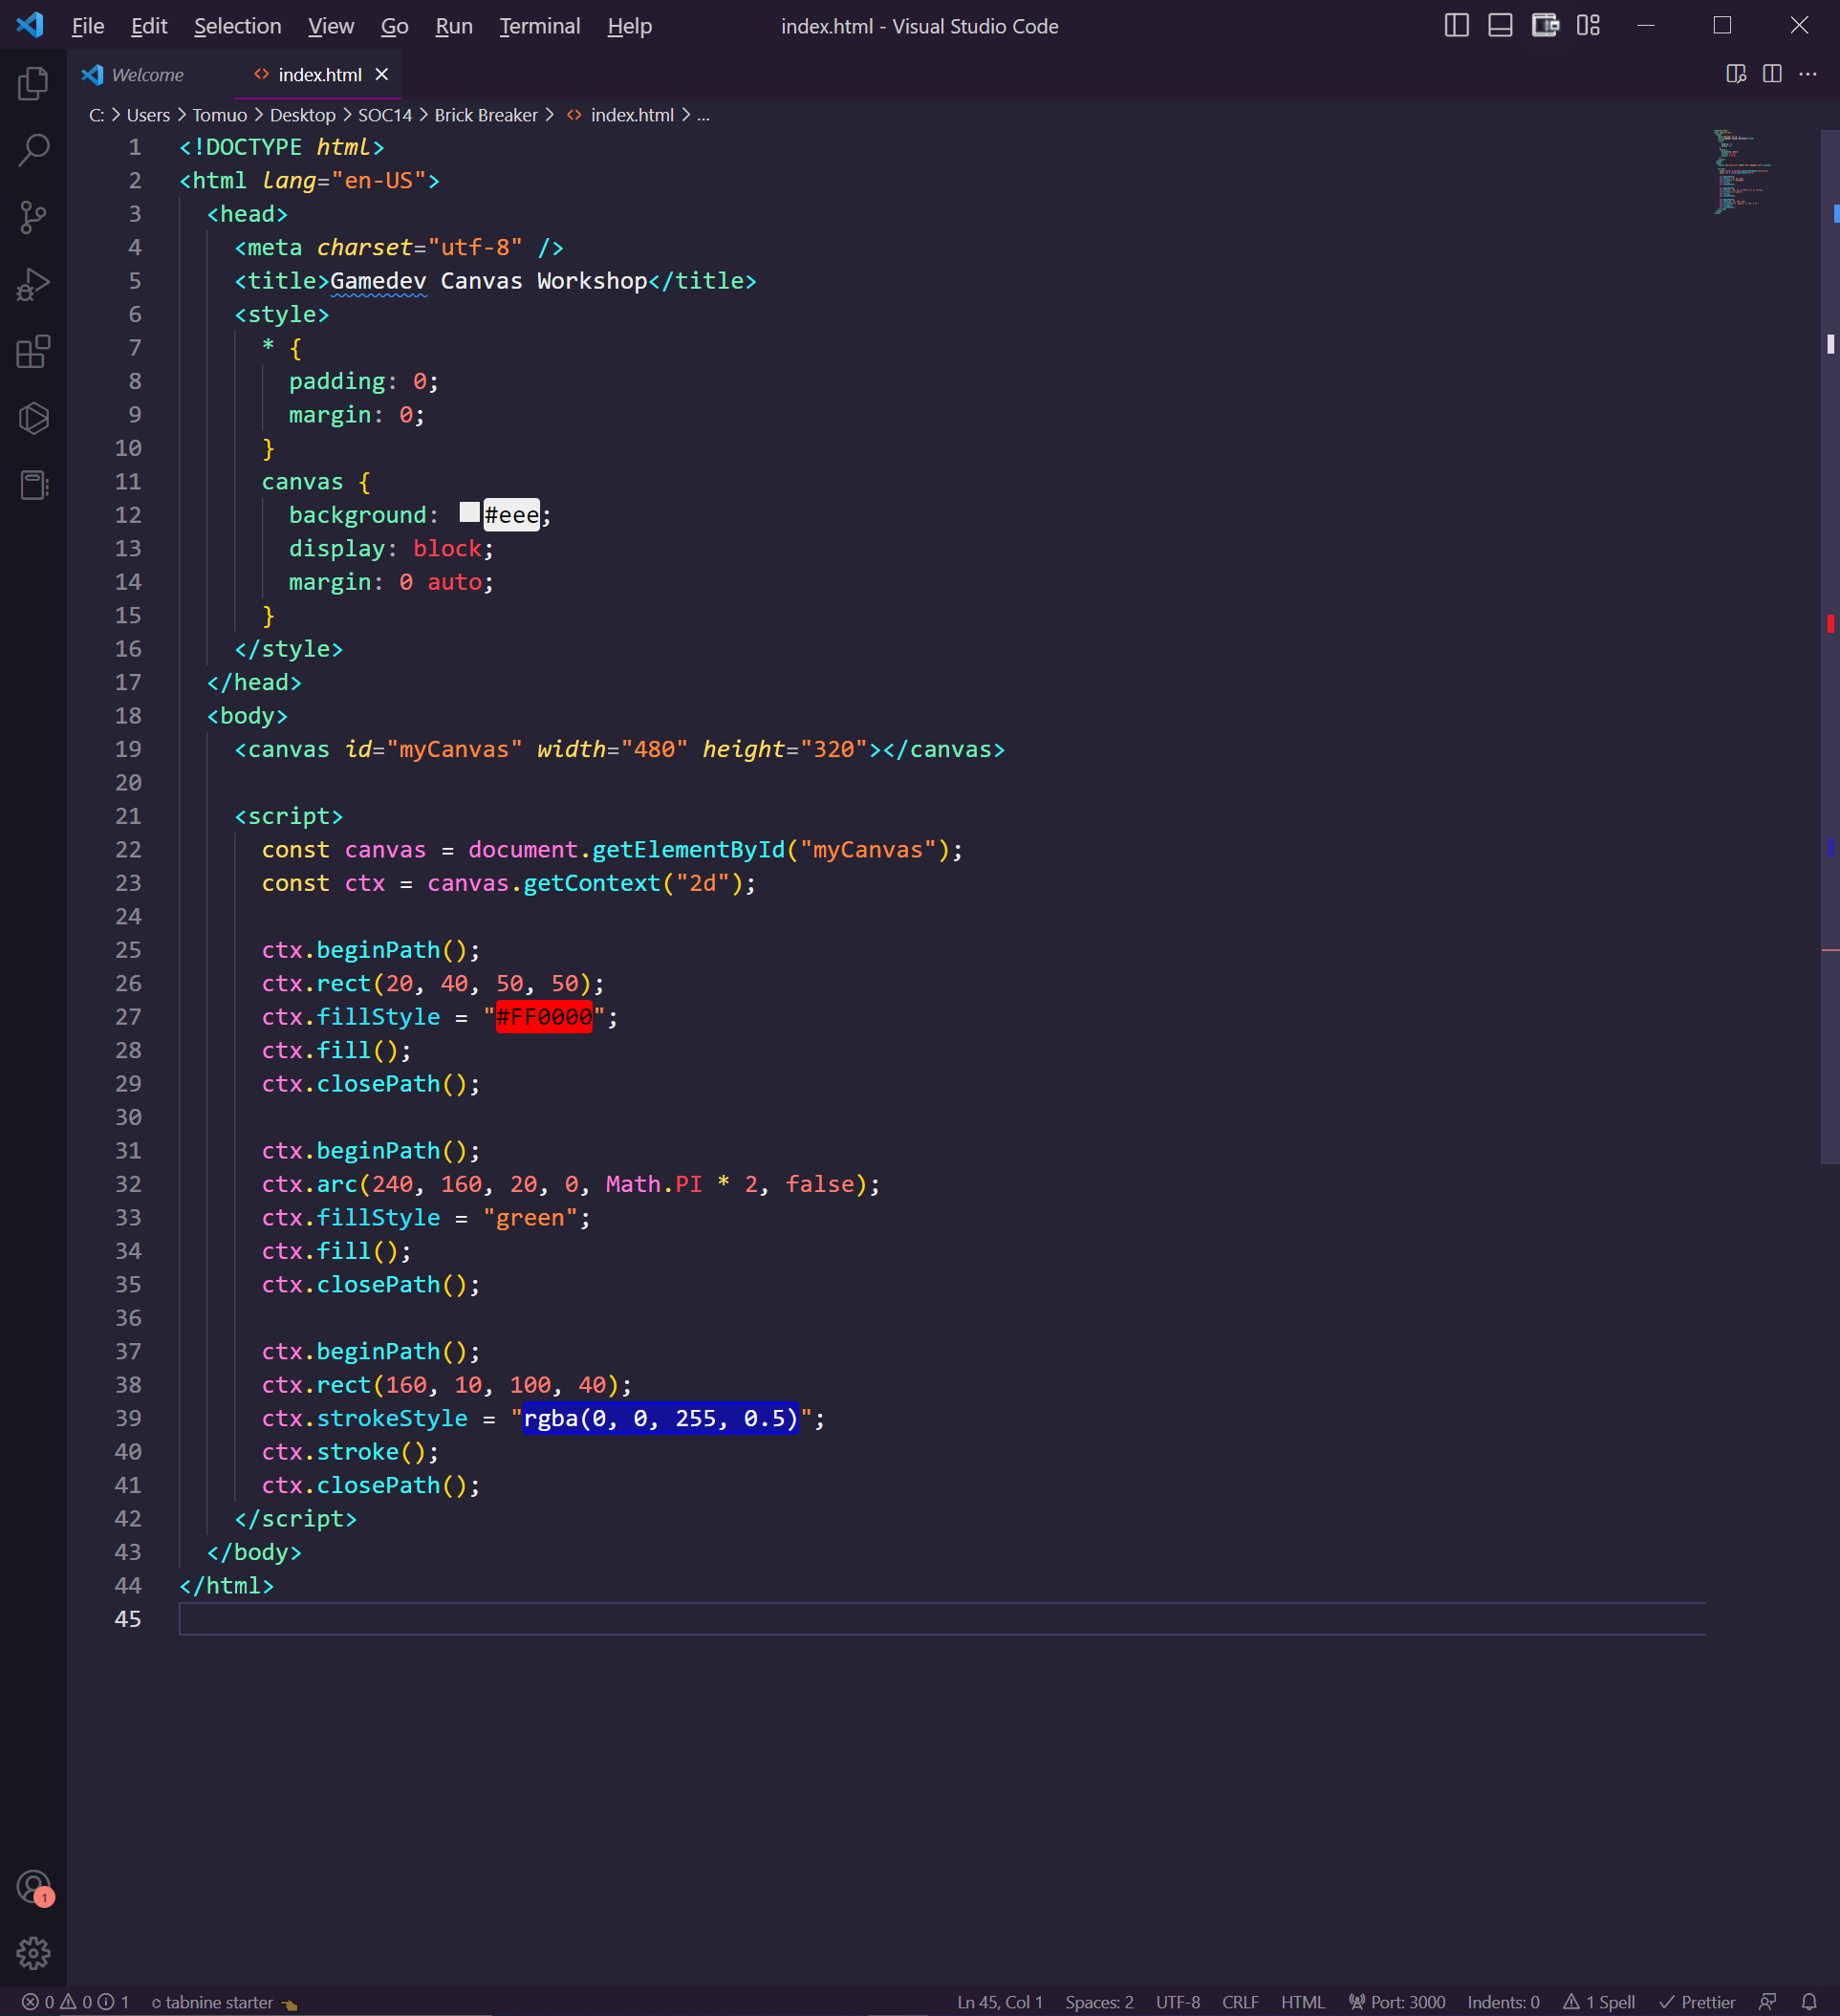 File Edit Selection View Go Run Terminal Help index.html - Visual Studio Code
Welcome index.html
C: > Users > Tomuo > Desktop > SOC14 > Brick Breaker > <> index.html > ...
1 <!DOCTYPE html>
2 <html lang="en-US">
3 <head>
4 <meta charset="utf-8" />
5 <title>Gamedev Canvas Workshop</title>
6 <style>
7 * {
8 padding: 0;
9 margin: 0;
10 }
11 canvas {
12 background: #eee;
13 display: block;
14 margin: 0 auto;
15 }
16 </style>
17 </head>
18 <body>
19 <canvas id="myCanvas" width="480" height="320"></canvas>
20
21 <script>
22 const canvas = document.getElementById("myCanvas");
23 const ctx = canvas.getContext("2d");
24
25 ctx.beginPath();
26 ctx.rect(20, 40, 50, 50);
27 ctx.fillStyle = "#FF0000";
28 ctx.fill();
29 ctx.closePath();
30
31 ctx.beginPath();
32 ctx.arc(240, 160, 20, 0, Math.PI * 2, false);
33 ctx.fillStyle = "green";
34 ctx.fill();
35 ctx.closePath();
36
37 ctx.beginPath();
38 ctx.rect(160, 10, 100, 40);
39 ctx.strokeStyle = "rgba(0, 0, 255, 0.5)";
40 ctx.stroke();
41 ctx.closePath();
42 </script>
43 </body>
44 </html>
45
1
0 0 1 tabnine starter Ln 45, Col 1 Spaces: 2 UTF-8 CRLF HTML Port: 3000 Indents: 0 1 Spell Prettier